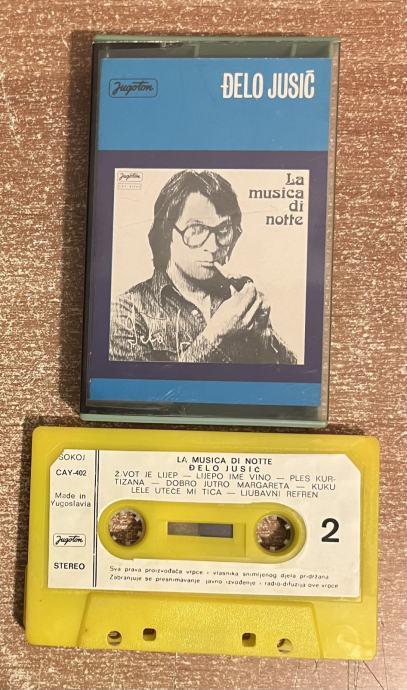 Jugoton
ĐELO JUSIĆ
Jugoton
La
musica
di
notte
SOKOJ
CAY-402
Made in
Yugoslavia
Jugoton
STEREO
LA MUSICA DI NOTTE
ĐELO JUSIĆ
2.VOT JE LIJEP — LIJEPO IME VINO — PLES KUR-
TIZANA — DOBRO JUTRO MARGARETA — KUKU
LELE UTEČE MI TICA — LJUBAVNI REFREN
2
Sva prava proizvođača vrpce i vlasnika snimljenog djela pridržana
Zabranjuje se presnimavanje javno izvođenje i radio-difuzija ove vrpce